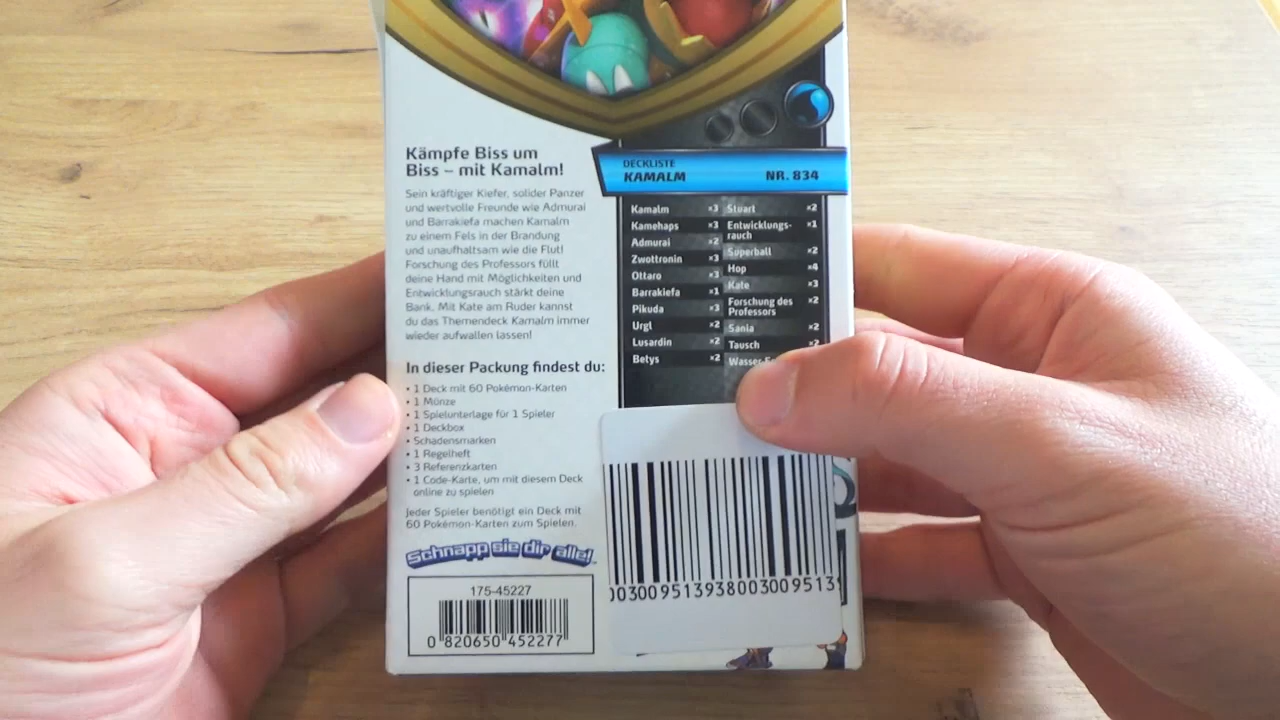 Kämpfe Biss um
Biss – mit Kamalm!
Sein kräftiger Kiefer, solider Panzer
und wertvolle Freunde wie Admurai
und Barrakiefa machen Kamalm
zu einem Fels in der Brandung
und unaufhaltsam wie die Flut!
Forschung des Professors füllt
deine Hand mit Möglichkeiten und
Entwicklungsrauch stärkt deine
Bank. Mit Kate am Ruder kannst
du das Themendeck Kamalm immer
wieder aufwallen lassen!
In dieser Packung findest du:
• 1 Deck mit 60 Pokémon-Karten
• 1 Münze
• 1 Spielunterlage für 1 Spieler
• 1 Deckbox
• Schadensmarken
• 1 Regelheft
• 3 Referenzkarten
• 1 Code-Karte, um mit diesem Deck
online zu spielen
Jeder Spieler benötigt ein Deck mit
60 Pokémon-Karten zum Spielen.
Schnapp sie dir alle!™
175-45227
0 820650 452277
DECKLISTE
KAMALM NR. 834
Kamalm ×3
Kamehaps ×3
Admurai ×2
Zwottronin ×3
Ottaro ×3
Barrakiefa ×1
Pikuda ×3
Urgl ×2
Lusardin ×2
Betys ×2
Stuart ×2
Entwicklungs-
rauch ×1
Superball ×2
Hop ×4
Kate ×3
Forschung des
Professors ×2
Sania ×2
Tausch ×2
Wasser-
003009513938003009513